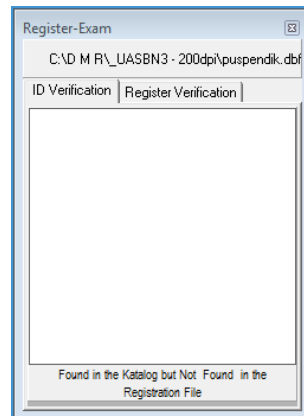 Register-Exam
C:\D M R\_UASBN3 - 200dpi\puspendik.dbf
ID Verification Register Verification
Found in the Katalog but Not Found in the
Registration File